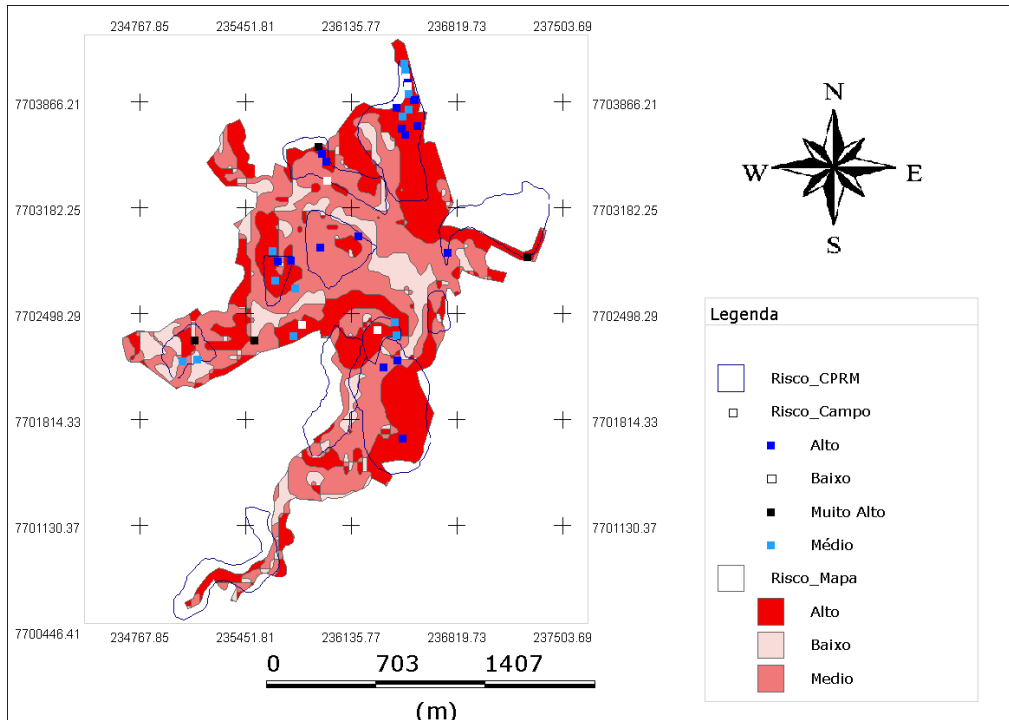 234767.85 235451.81 236135.77 236819.73 237503.69
7703866.21 7703866.21
7703182.25 7703182.25
7702498.29 7702498.29
7701814.33 7701814.33
7701130.37 7701130.37
7700446.41 7700446.41
234767.85 235451.81 236135.77 236819.73 237503.69
0 703 1407
(m)
N
W E
S
Legenda
Risco_CPRM
Risco_Campo
Alto
Baixo
Muito Alto
Médio
Risco_Mapa
Alto
Baixo
Medio